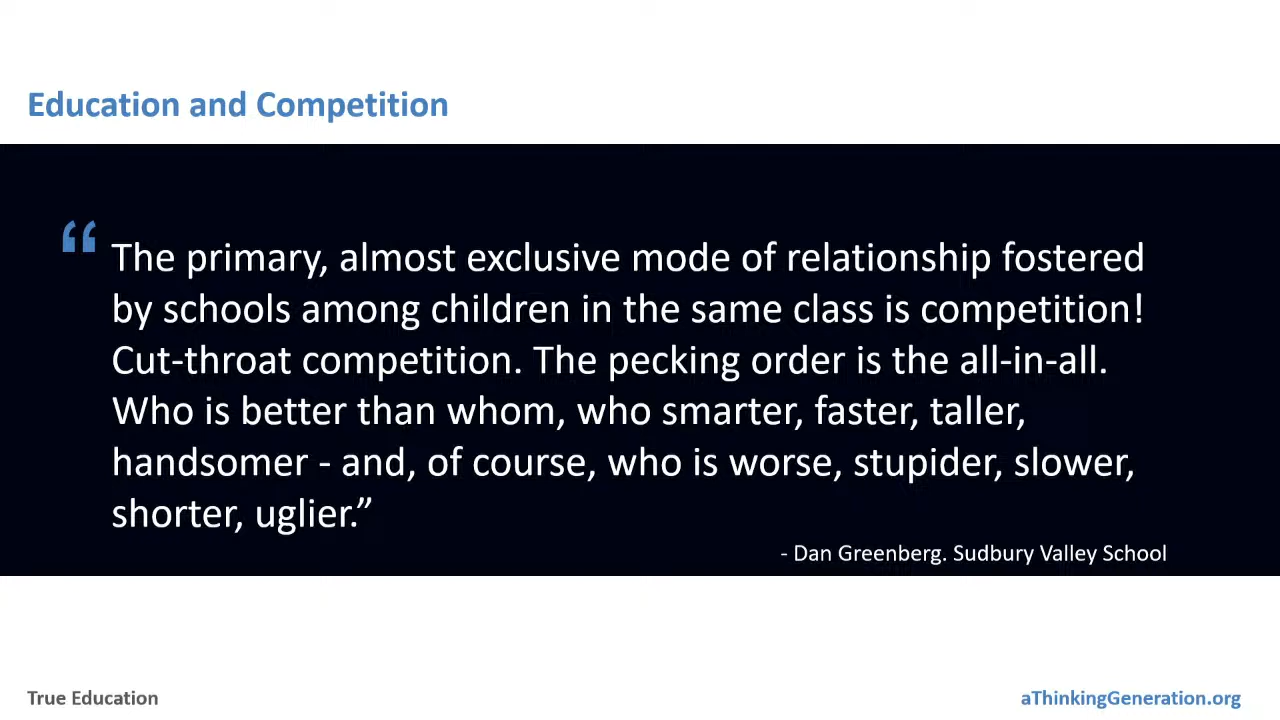 Education and Competition
“ The primary, almost exclusive mode of relationship fostered
by schools among children in the same class is competition!
Cut-throat competition. The pecking order is the all-in-all.
Who is better than whom, who smarter, faster, taller,
handsomer - and, of course, who is worse, stupider, slower,
shorter, uglier.”
- Dan Greenberg. Sudbury Valley School
True Education
aThinkingGeneration.org